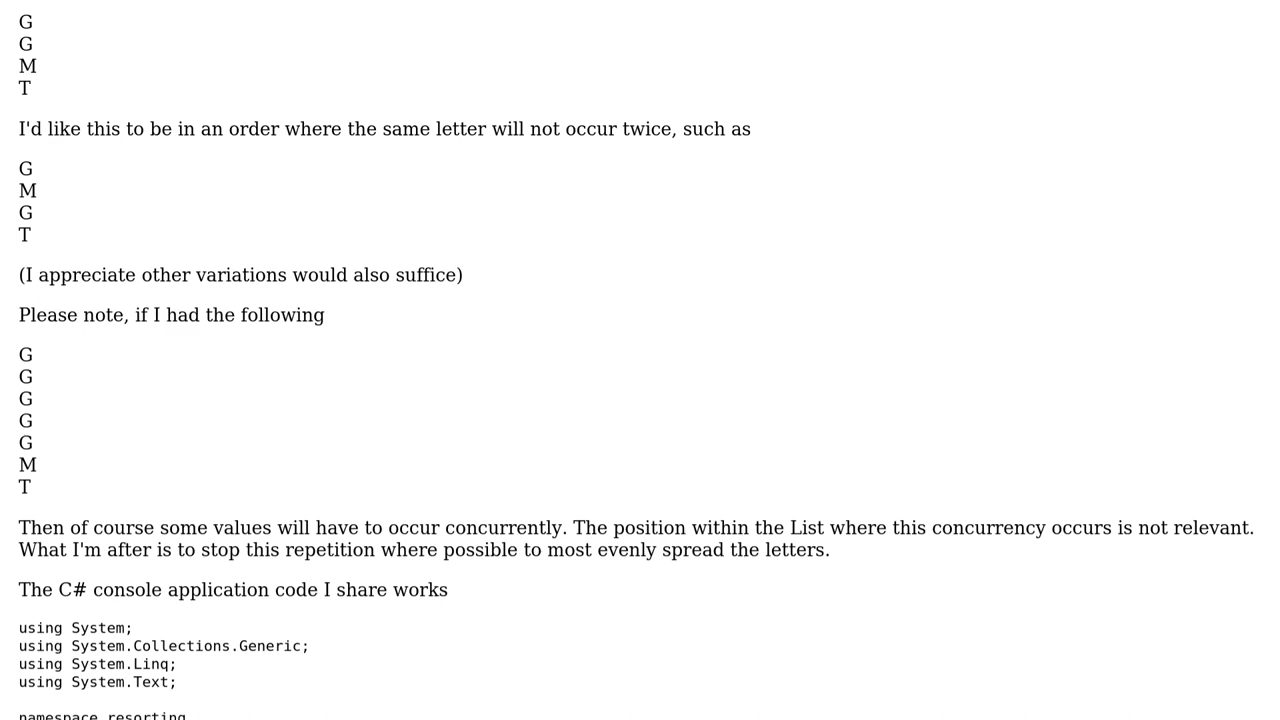 G
G
M
T
I'd like this to be in an order where the same letter will not occur twice, such as
G
M
G
T
(I appreciate other variations would also suffice)
Please note, if I had the following
G
G
G
G
G
M
T
Then of course some values will have to occur concurrently. The position within the List where this concurrency occurs is not relevant.
What I'm after is to stop this repetition where possible to most evenly spread the letters.
The C# console application code I share works
using System;
using System.Collections.Generic;
using System.Linq;
using System.Text;
namespace resorting